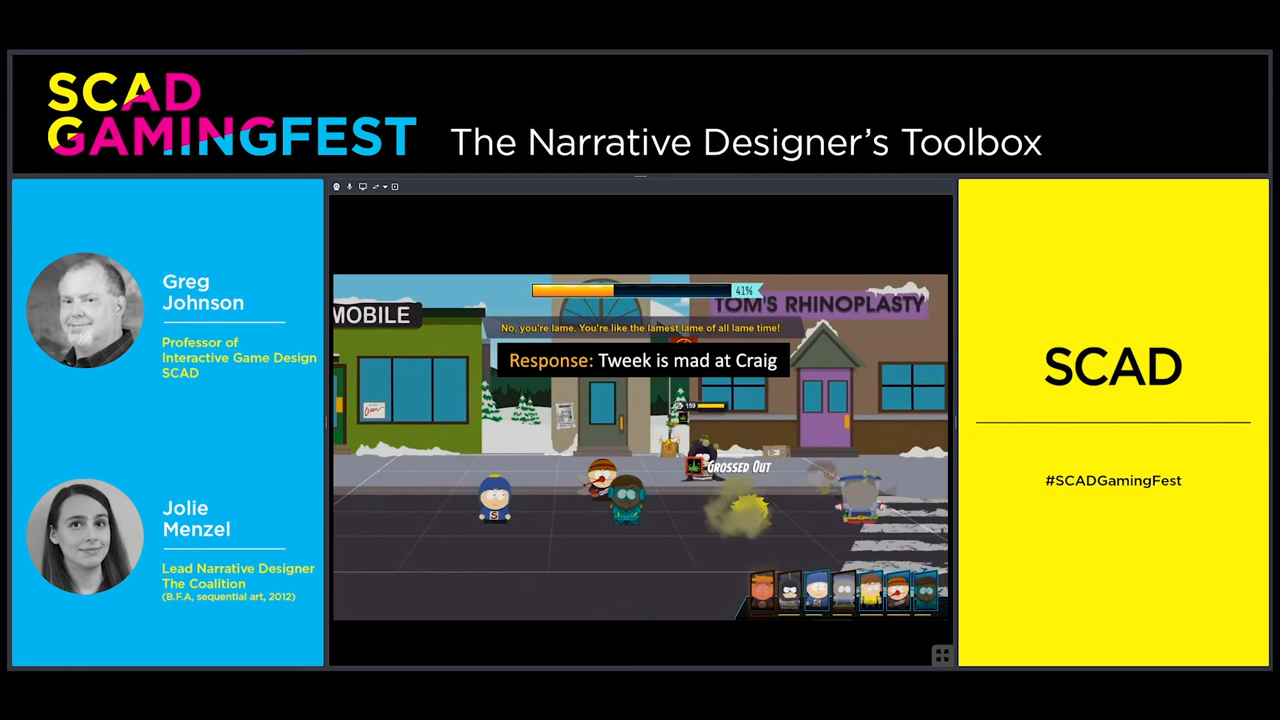 SCAD
GAMINGFEST
The Narrative Designer's Toolbox
Greg
Johnson
Professor of
Interactive Game Design
SCAD
Jolie
Menzel
Lead Narrative Designer
The Coalition
(B.F.A, sequential art, 2012)
41%
MOBILE
TOM'S RHINOPLASTY
No, you're lame. You're like the lamest lame of all lame time!
Response: Tweek is mad at Craig
159
GROSSED OUT
S
SCAD
#SCADGamingFest